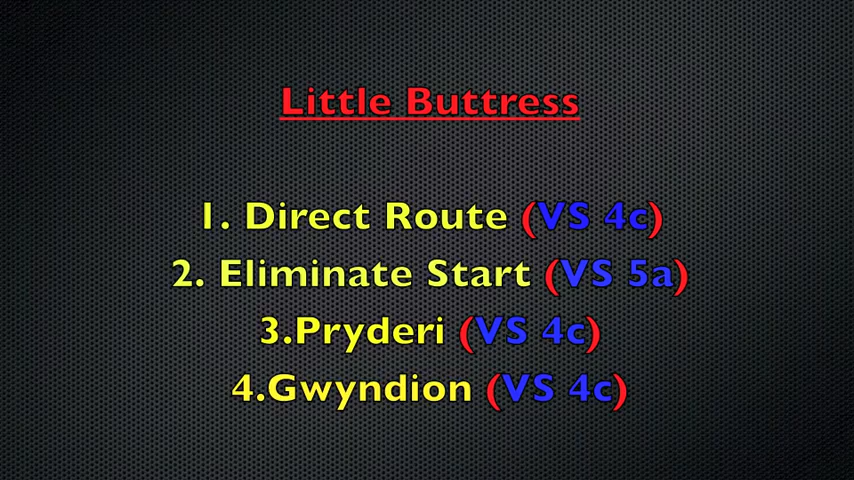 Little Buttress
1. Direct Route (VS 4c)
2. Eliminate Start (VS 5a)
3.Pryderi (VS 4c)
4.Gwyndion (VS 4c)